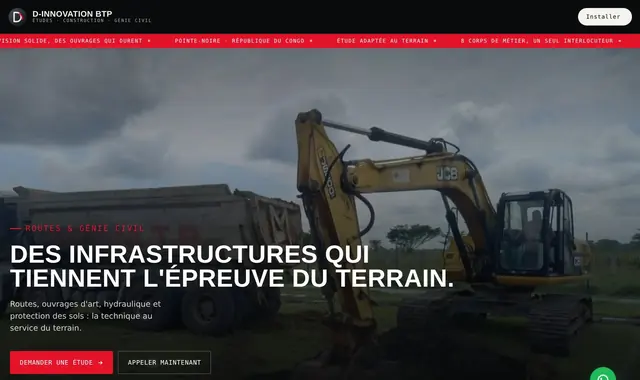 D-INNOVATION BTP
ÉTUDES · CONSTRUCTION · GÉNIE CIVIL
Installer
VISION SOLIDE, DES OUVRAGES QUI DURENT
POINTE-NOIRE · RÉPUBLIQUE DU CONGO
ÉTUDE ADAPTÉE AU TERRAIN
8 CORPS DE MÉTIER, UN SEUL INTERLOCUTEUR
JCB
ROUTES & GÉNIE CIVIL
DES INFRASTRUCTURES QUI
TIENNENT L'ÉPREUVE DU TERRAIN.
Routes, ouvrages d'art, hydraulique et
protection des sols : la technique au
service du terrain.
DEMANDER UNE ÉTUDE →
APPELER MAINTENANT